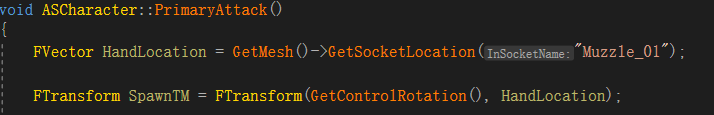 void ASCharacter::PrimaryAttack()
{
FVector HandLocation = GetMesh()->GetSocketLocation(InSocketName:"Muzzle_01");
FTransform SpawnTM = FTransform(GetControlRotation(), HandLocation);